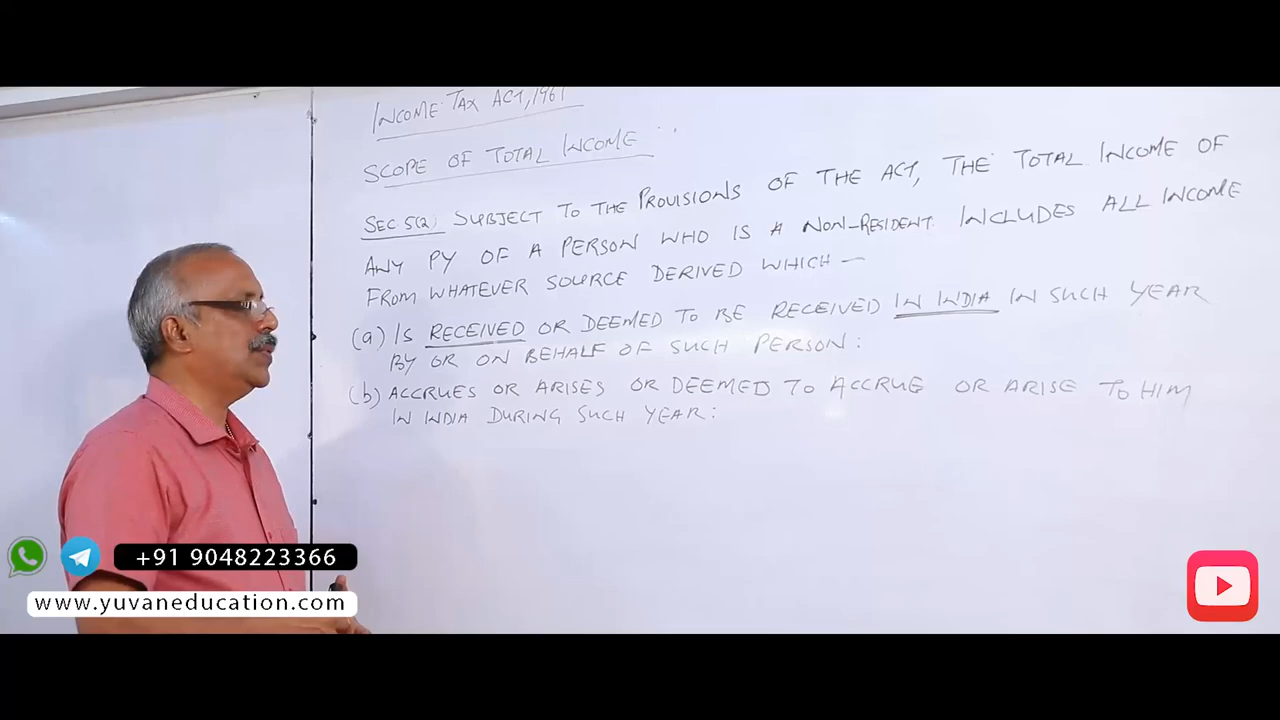 INCOME TAX ACT, 1961
SCOPE OF TOTAL INCOME :
SEC 5(2): SUBJECT TO THE PROVISIONS OF THE ACT, THE TOTAL INCOME OF
ANY PY OF A PERSON WHO IS A NON-RESIDENT. INCLUDES ALL INCOME
FROM WHATEVER SOURCE DERIVED WHICH —
(a) IS RECEIVED OR DEEMED TO BE RECEIVED IN INDIA IN SUCH YEAR
BY OR ON BEHALF OF SUCH PERSON:
(b) ACCRUES OR ARISES OR DEEMED TO ACCRUE OR ARISE TO HIM
IN INDIA DURING SUCH YEAR:
+91 9048223366
www.yuvaneducation.com